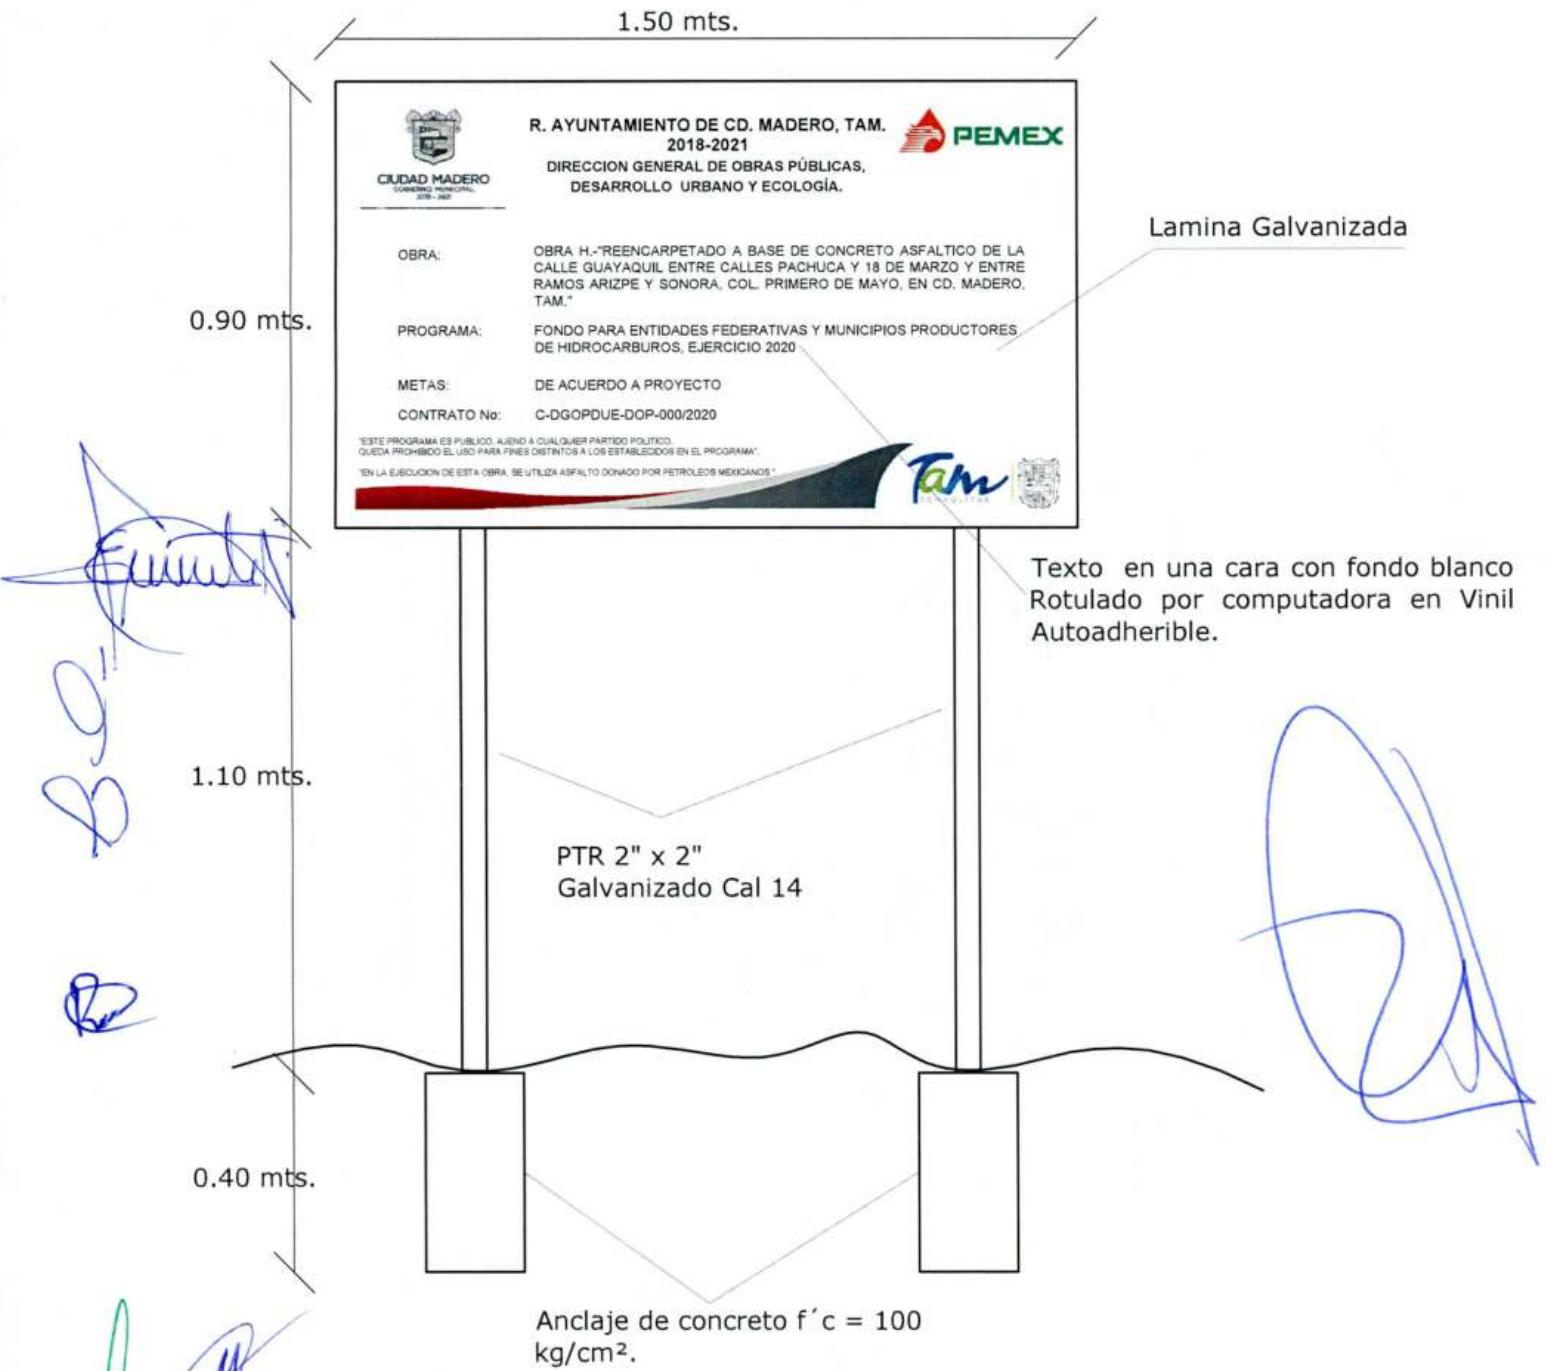 1.50 mts.
CIUDAD MADERO
GOBIERNO MUNICIPAL
2018 - 2021
R. AYUNTAMIENTO DE CD. MADERO, TAM.
2018-2021
DIRECCION GENERAL DE OBRAS PÚBLICAS,
DESARROLLO URBANO Y ECOLOGÍA.
PEMEX
Lamina Galvanizada
OBRA: OBRA H.-"REENCARPETADO A BASE DE CONCRETO ASFALTICO DE LA
CALLE GUAYAQUIL ENTRE CALLES PACHUCA Y 18 DE MARZO Y ENTRE
RAMOS ARIZPE Y SONORA, COL. PRIMERO DE MAYO, EN CD. MADERO,
TAM."
0.90 mts.
PROGRAMA: FONDO PARA ENTIDADES FEDERATIVAS Y MUNICIPIOS PRODUCTORES
DE HIDROCARBUROS, EJERCICIO 2020
METAS: DE ACUERDO A PROYECTO
CONTRATO No: C-DGOPDUE-DOP-000/2020
"ESTE PROGRAMA ES PUBLICO, AJENO A CUALQUIER PARTIDO POLITICO.
QUEDA PROHIBIDO EL USO PARA FINES DISTINTOS A LOS ESTABLECIDOS EN EL PROGRAMA".
"EN LA EJECUCION DE ESTA OBRA, SE UTILIZA ASFALTO DONADO POR PETROLEOS MEXICANOS"
Tam
TAMAULIPAS
Texto en una cara con fondo blanco
Rotulado por computadora en Vinil
Autoadherible.
1.10 mts.
PTR 2" x 2"
Galvanizado Cal 14
0.40 mts.
Anclaje de concreto f´c = 100
kg/cm².